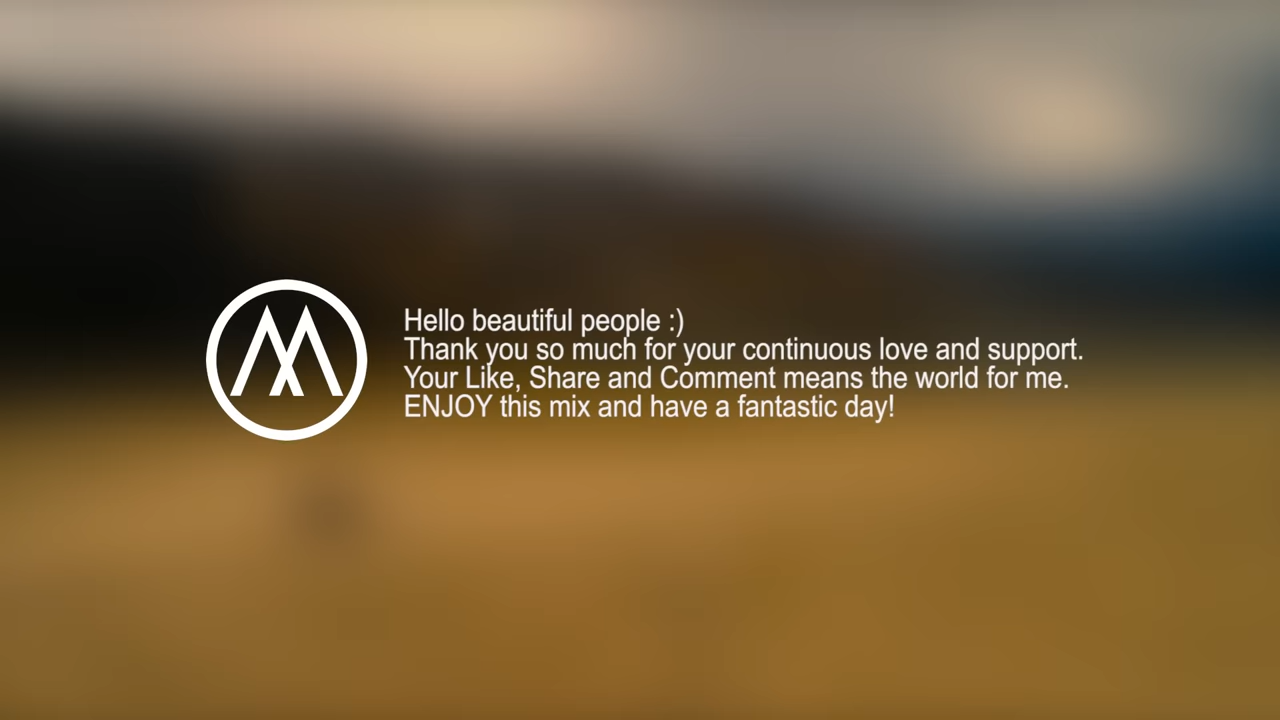 Hello beautiful people :)
Thank you so much for your continuous love and support.
Your Like, Share and Comment means the world for me.
ENJOY this mix and have a fantastic day!